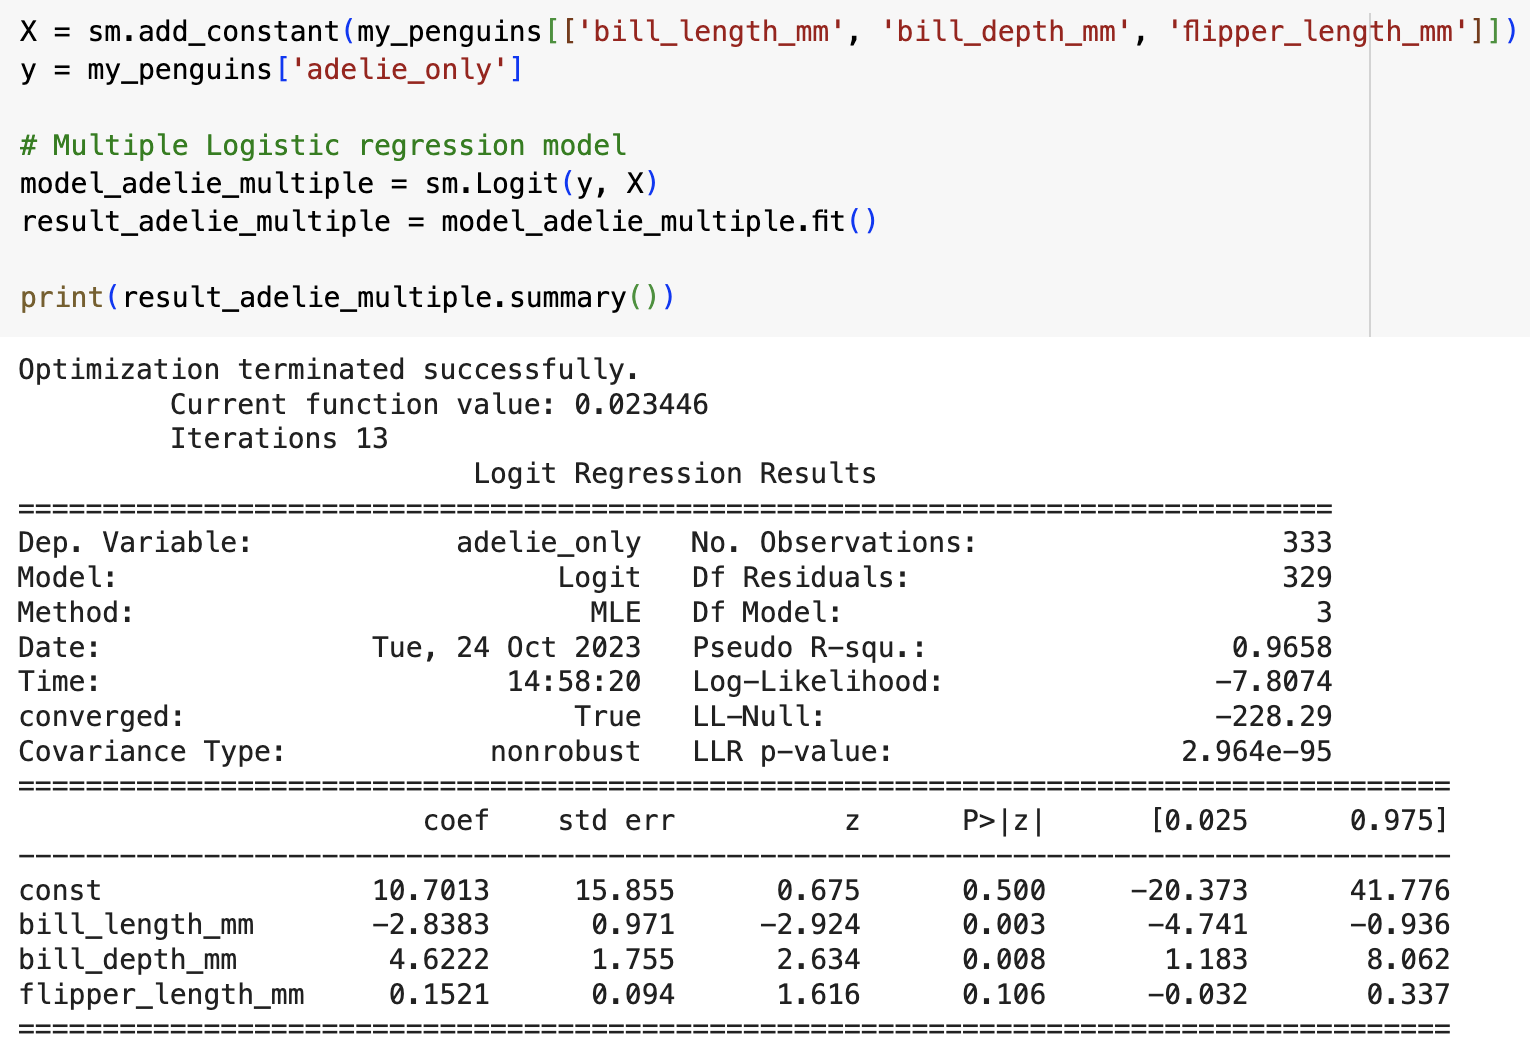 X = sm.add_constant(my_penguins[['bill_length_mm', 'bill_depth_mm', 'flipper_length_mm']])
y = my_penguins['adelie_only']
# Multiple Logistic regression model
model_adelie_multiple = sm.Logit(y, X)
result_adelie_multiple = model_adelie_multiple.fit()
print(result_adelie_multiple.summary())
Optimization terminated successfully.
         Current function value: 0.023446
         Iterations 13
                           Logit Regression Results
==============================================================================
Dep. Variable:            adelie_only   No. Observations:                  333
Model:                          Logit   Df Residuals:                      329
Method:                           MLE   Df Model:                            3
Date:                Tue, 24 Oct 2023   Pseudo R-squ.:                  0.9658
Time:                        14:58:20   Log-Likelihood:                -7.8074
converged:                       True   LL-Null:                       -228.29
Covariance Type:            nonrobust   LLR p-value:                 2.964e-95
=====================================================================================
                        coef    std err          z      P>|z|      [0.025      0.975]
-------------------------------------------------------------------------------------
const                10.7013     15.855      0.675      0.500     -20.373      41.776
bill_length_mm       -2.8383      0.971     -2.924      0.003      -4.741      -0.936
bill_depth_mm         4.6222      1.755      2.634      0.008       1.183       8.062
flipper_length_mm     0.1521      0.094      1.616      0.106      -0.032       0.337
=====================================================================================